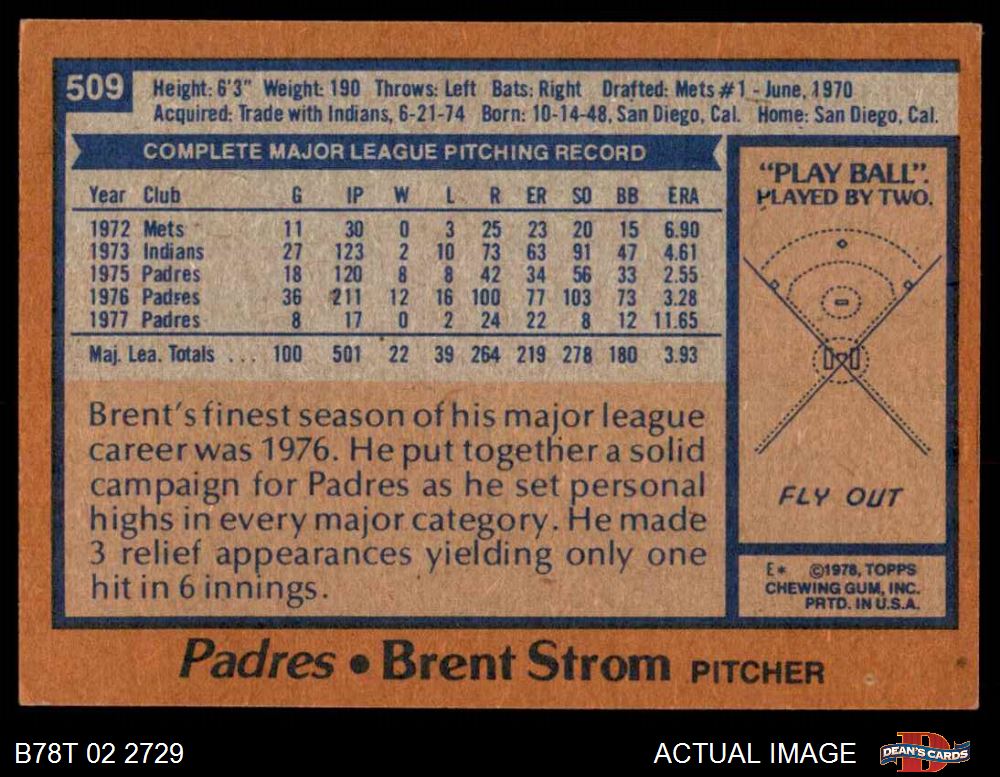 509
Height: 6'3" Weight: 190 Throws: Left Bats: Right Drafted: Mets #1 - June, 1970
Acquired: Trade with Indians, 6-21-74 Born: 10-14-48, San Diego, Cal. Home: San Diego, Cal.
COMPLETE MAJOR LEAGUE PITCHING RECORD
Year Club G IP W L R ER SO BB ERA
1972 Mets 11 30 0 3 25 23 20 15 6.90
1973 Indians 27 123 2 10 73 63 91 47 4.61
1975 Padres 18 120 8 8 42 34 56 33 2.55
1976 Padres 36 211 12 16 100 77 103 73 3.28
1977 Padres 8 17 0 2 24 22 8 12 11.65
Maj. Lea. Totals ... 100 501 22 39 264 219 278 180 3.93
Brent's finest season of his major league
career was 1976. He put together a solid
campaign for Padres as he set personal
highs in every major category. He made
3 relief appearances yielding only one
hit in 6 innings.
"PLAY BALL".
PLAYED BY TWO.
FLY OUT
E* ©1978, TOPPS
CHEWING GUM, INC.
PRTD. IN U.S.A.
Padres • Brent Strom PITCHER
B78T 02 2729
ACTUAL IMAGE
DEAN'S CARDS